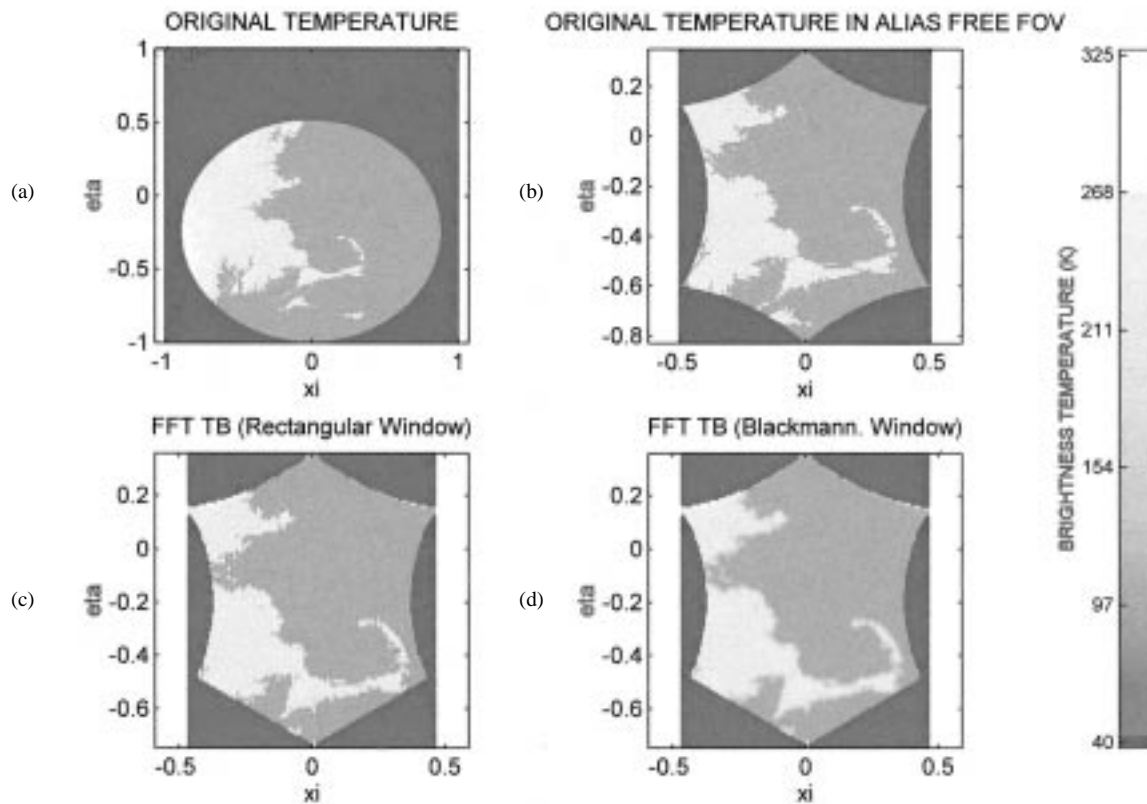 ORIGINAL TEMPERATURE
ORIGINAL TEMPERATURE IN ALIAS FREE FOV
(a)
eta
1
0.5
0
-0.5
-1
-1
0
1
xi
(b)
eta
0.2
0
-0.2
-0.4
-0.6
-0.8
-0.5
0
0.5
xi
FFT TB (Rectangular Window)
FFT TB (Blackmann. Window)
(c)
eta
0.2
0
-0.2
-0.4
-0.6
-0.5
0
0.5
xi
(d)
eta
0.2
0
-0.2
-0.4
-0.6
-0.5
0
0.5
xi
BRIGHTNESS TEMPERATURE (K)
325
268
211
154
97
40